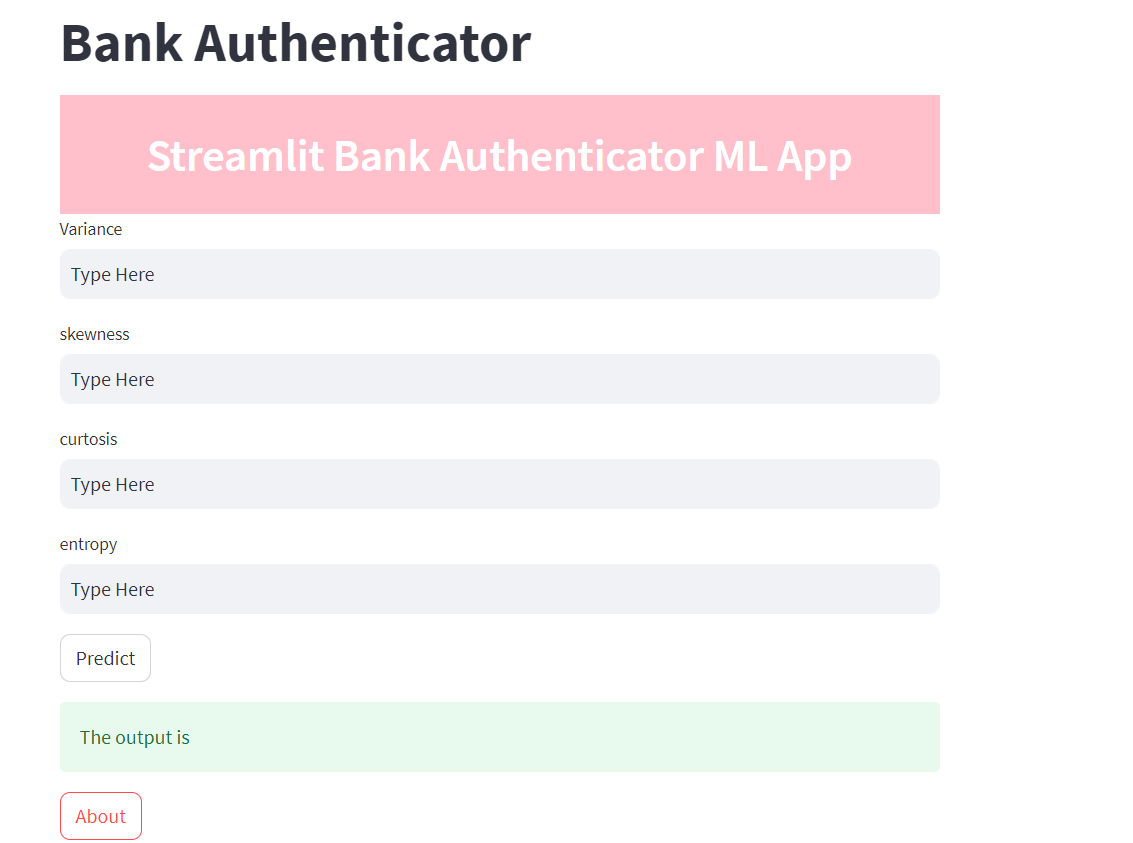 Bank Authenticator
Streamlit Bank Authenticator ML App
Variance
Type Here
skewness
Type Here
curtosis
Type Here
entropy
Type Here
Predict
The output is
About